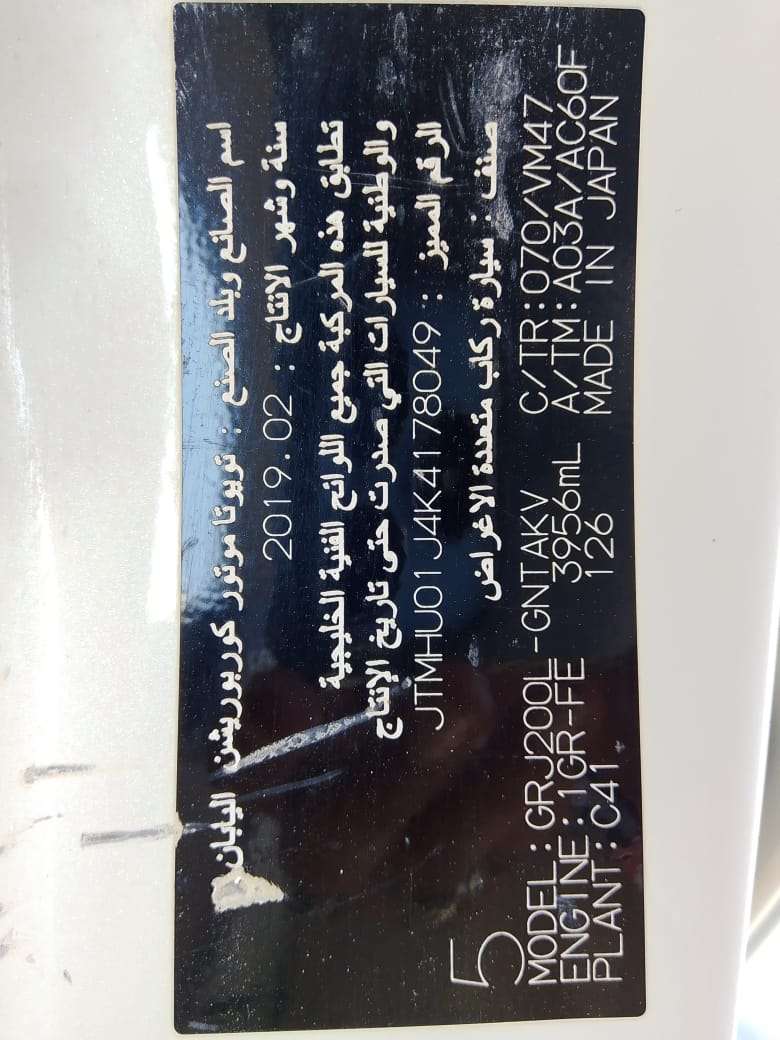 اسم الصانع وبلد الصنع : تويوتا موتور كوربوريشن اليابان
سنة وشهر الانتاج : 2019.02
تطابق هذه المركبة جميع اللوائح الفنية الخليجية
والوطنية للسيارات التي صدرت حتى تاريخ الإنتاج
الرقم المميز : JTMHU01J4K4178049
صنف : سيارة ركاب متعددة الاغراض
5
MODEL:GRJ200L-GNTAKV C/TR:070/VM47
ENGINE:1GR-FE 3956mL A/TM:A03A/AC60F
PLANT:C41 126 MADE IN JAPAN